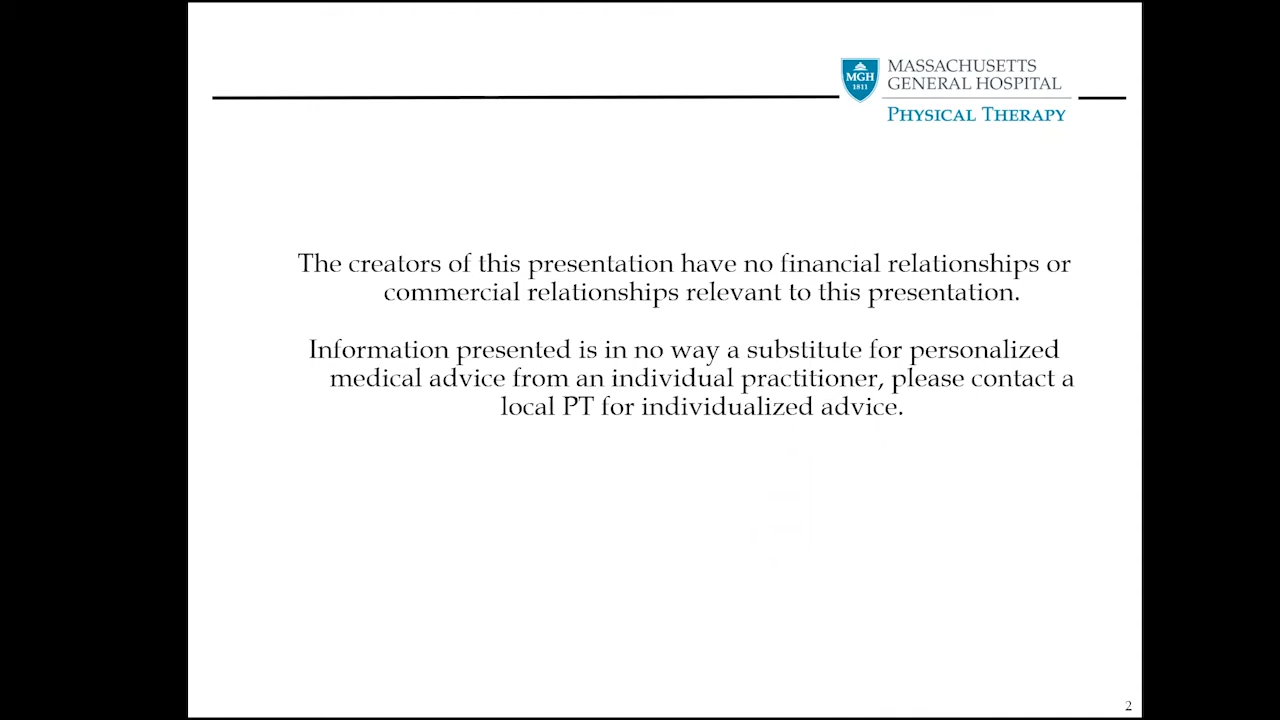 MASSACHUSETTS
GENERAL HOSPITAL
MGH
1811
PHYSICAL THERAPY
The creators of this presentation have no financial relationships or
commercial relationships relevant to this presentation.
Information presented is in no way a substitute for personalized
medical advice from an individual practitioner, please contact a
local PT for individualized advice.
2